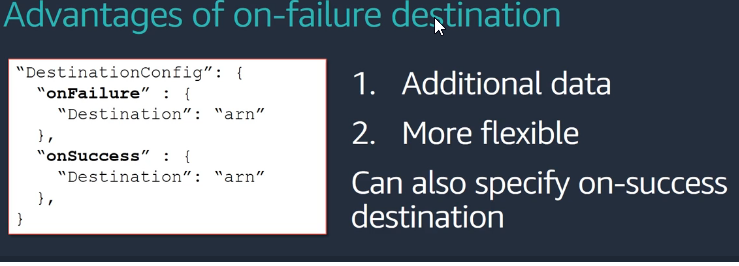 Advantages of on-failure destination
“DestinationConfig”: {
“onFailure” : {
“Destination”: “arn”
},
“onSuccess” : {
“Destination”: “arn”
},
}
1. Additional data
2. More flexible
Can also specify on-success
destination